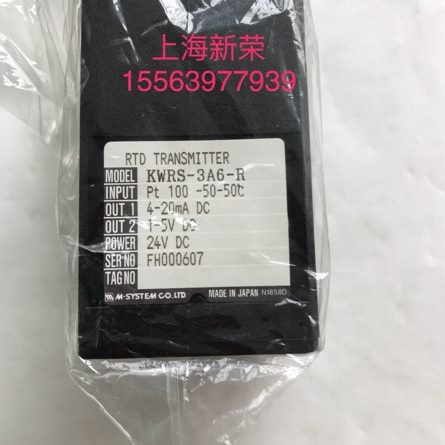 上海新荣
15563977939
RTD TRANSMITTER
MODEL KWRS-3A6-R
INPUT Pt 100 -50-50℃
OUT 1 4-20mA DC
OUT 2 1-5V DC
POWER 24V DC
SER NO FH000607
TAG NO
M-SYSTEM CO.,LTD MADE IN JAPAN N1858D